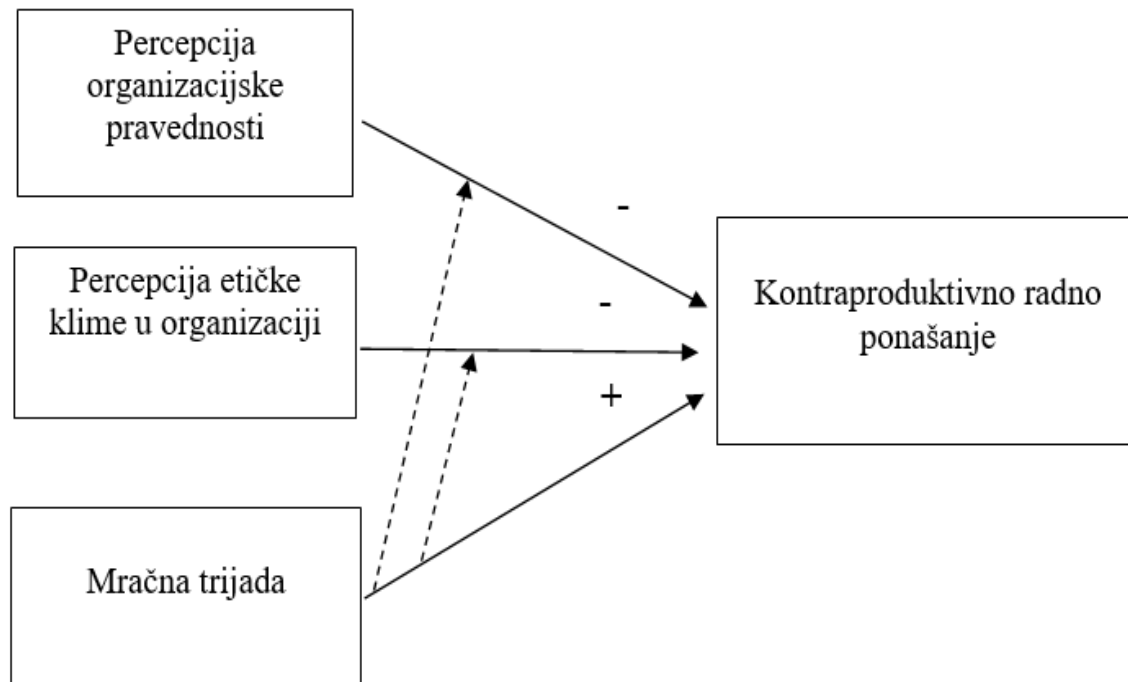 Percepcija
organizacijske
pravednosti
-
Percepcija etičke
klime u organizaciji
-
+
Kontraproduktivno radno
ponašanje
Mračna trijada